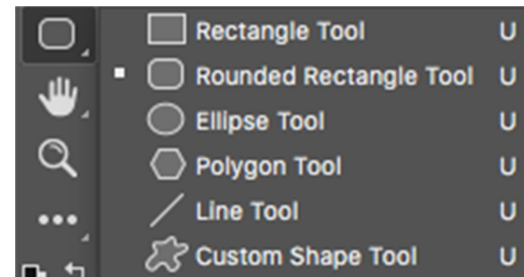 Rectangle Tool U
Rounded Rectangle Tool U
Ellipse Tool U
Polygon Tool U
Line Tool U
Custom Shape Tool U